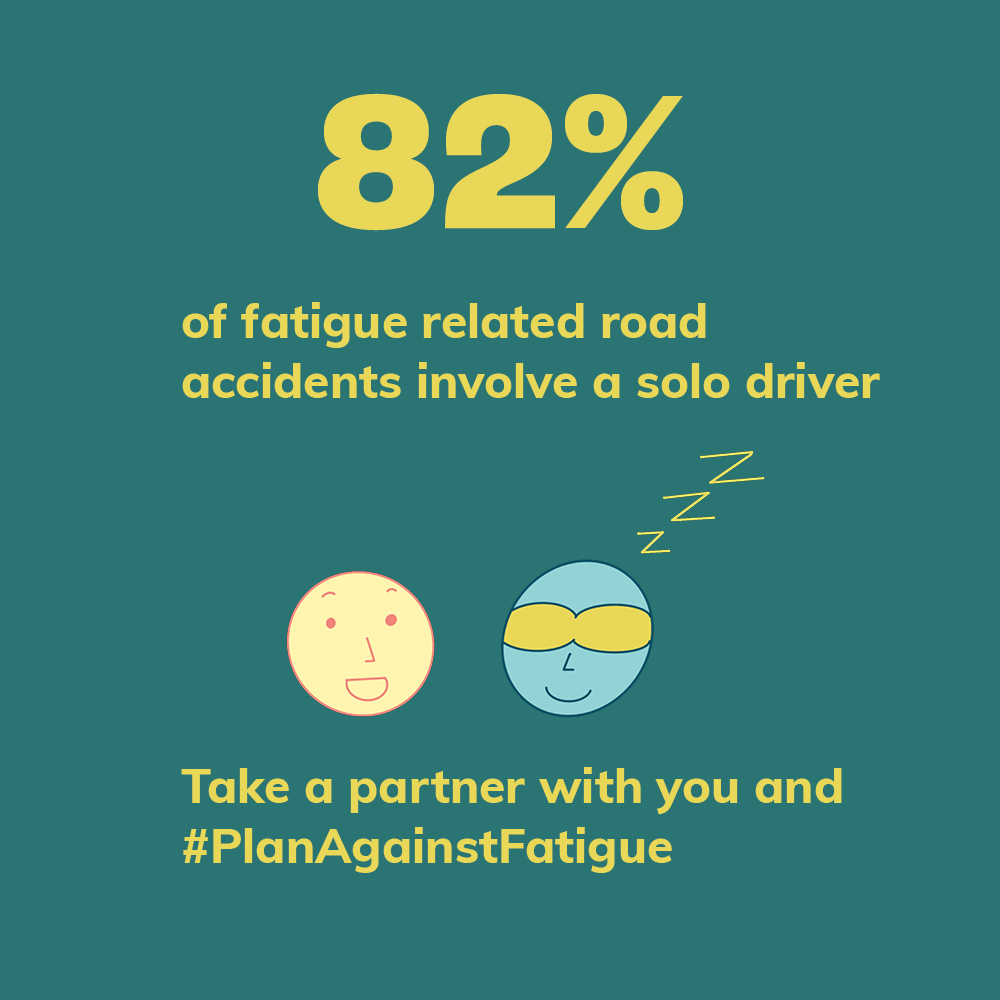 82%
of fatigue related road
accidents involve a solo driver
Z
Z
Z
Take a partner with you and
#PlanAgainstFatigue